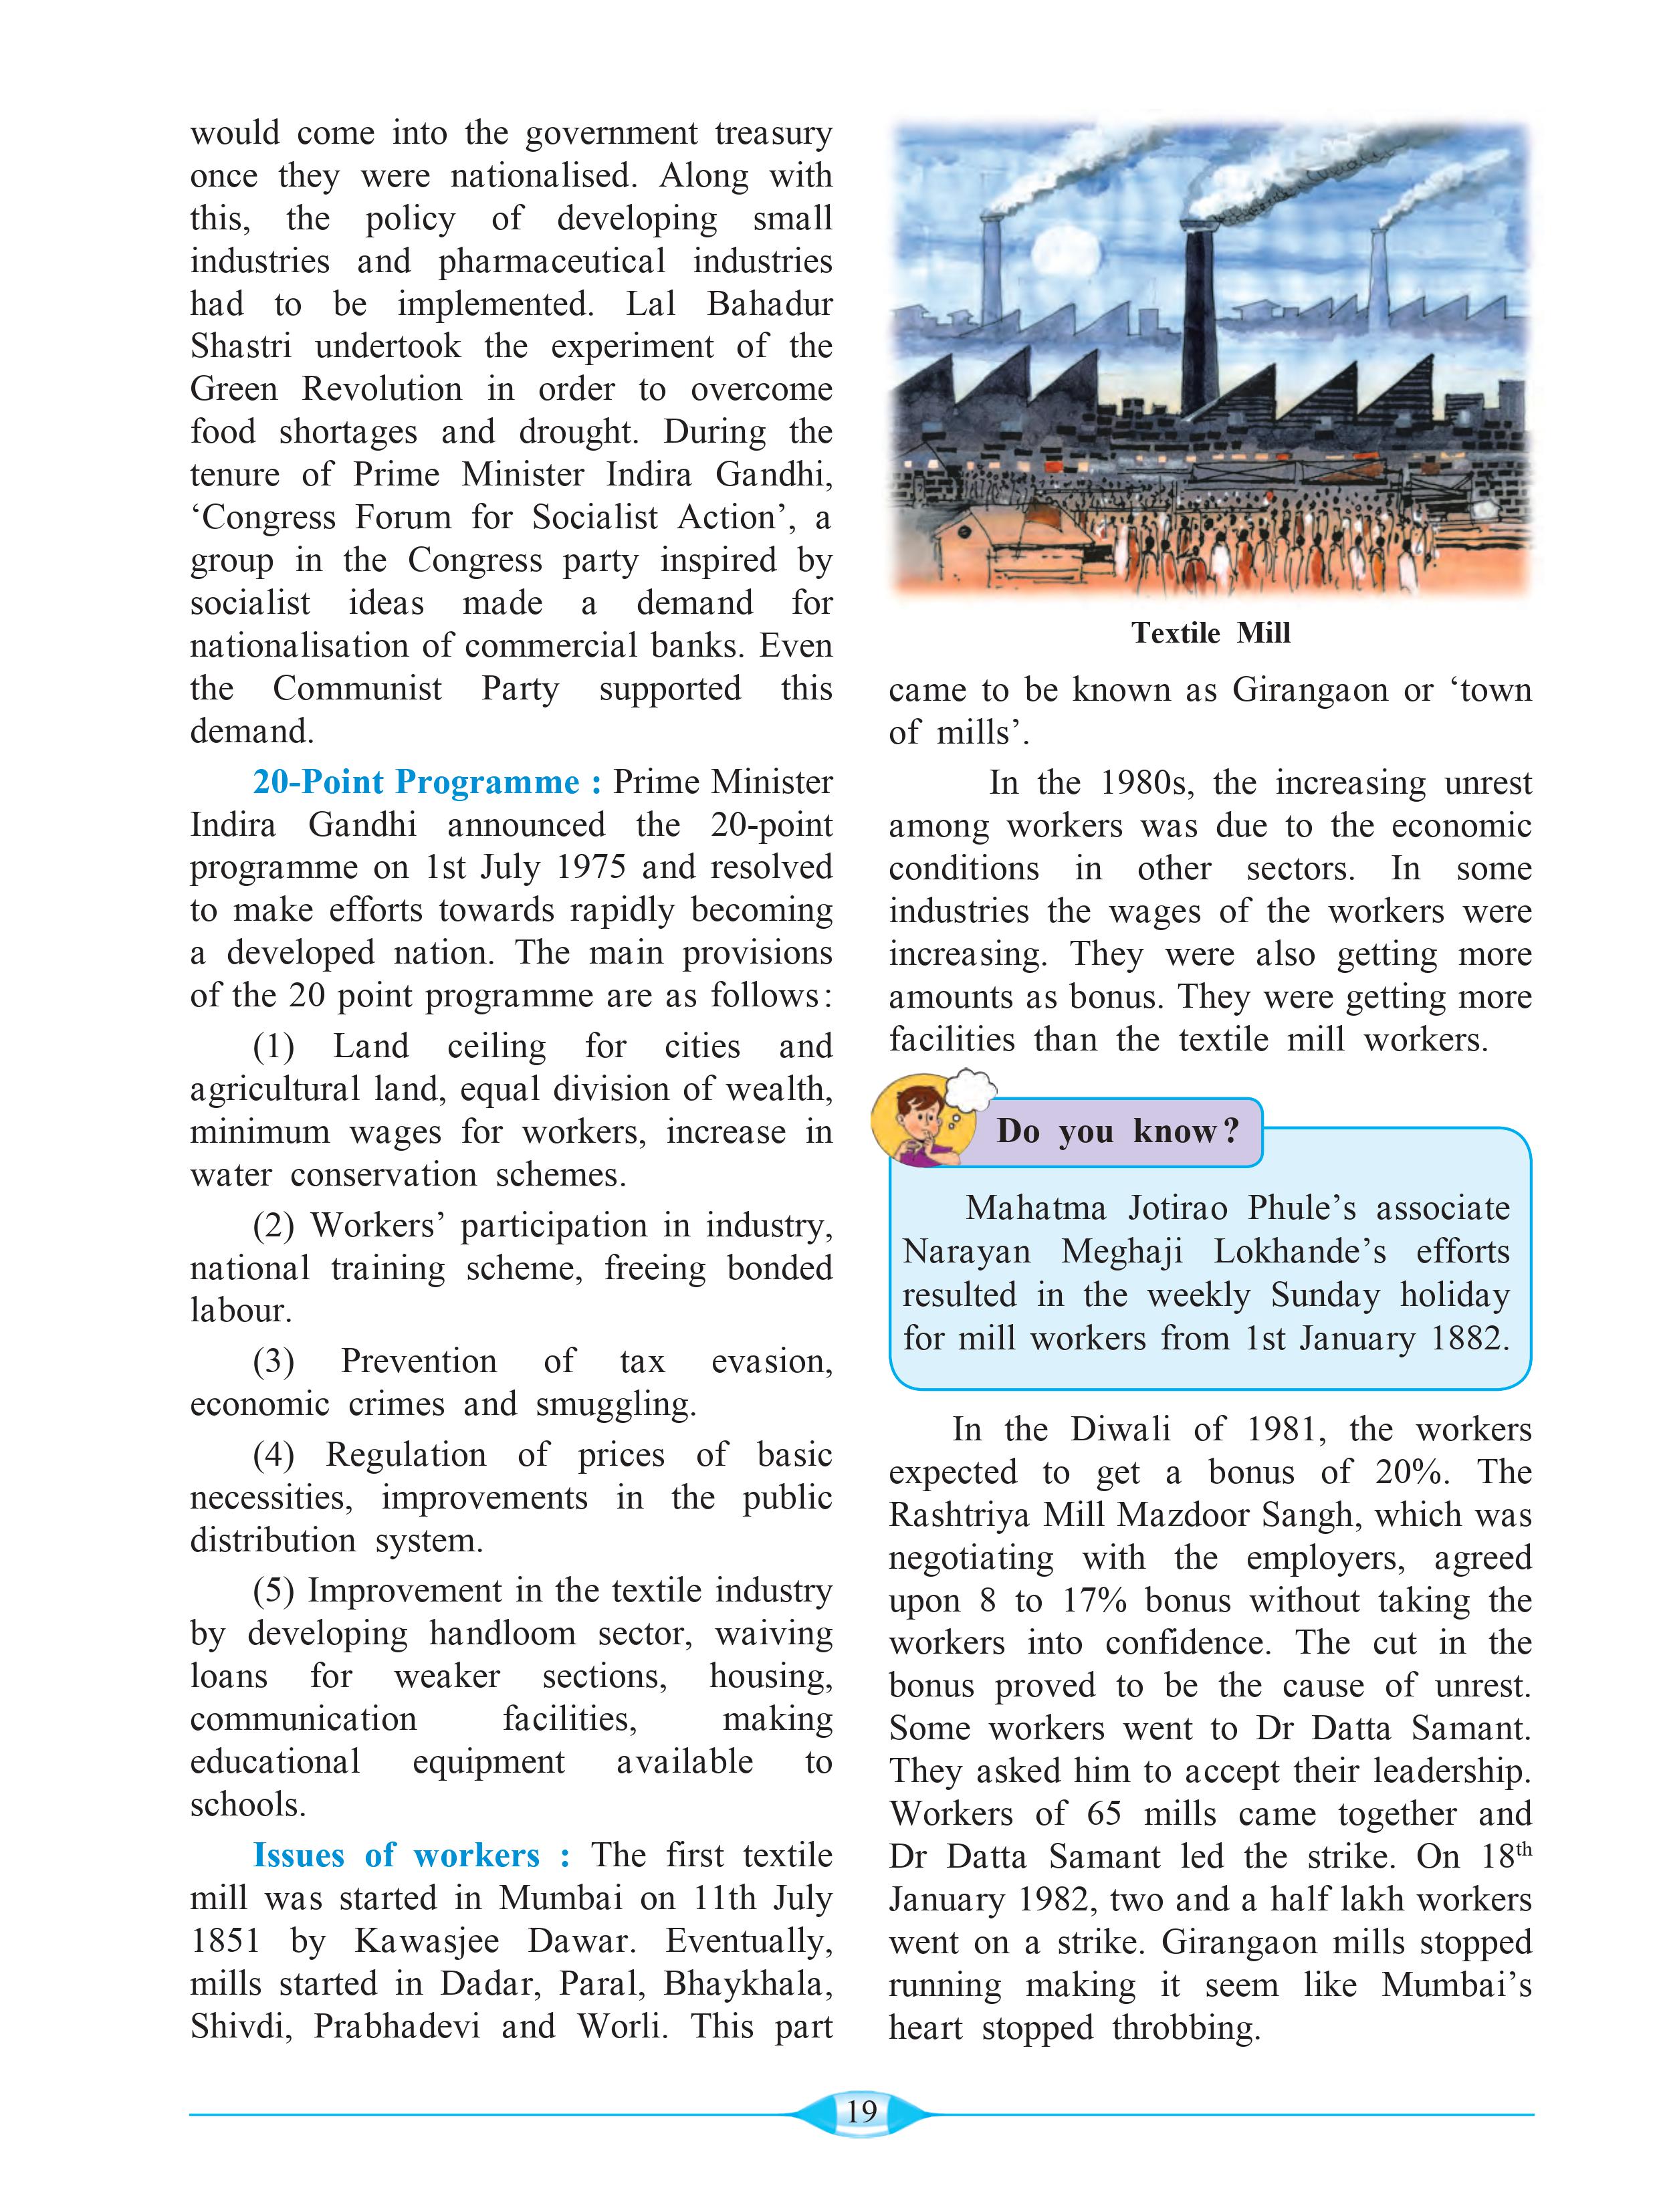 would come into the government treasury
once they were nationalised. Along with
this, the policy of developing small
industries and pharmaceutical industries
had to be implemented. Lal Bahadur
Shastri undertook the experiment of the
Green Revolution in order to overcome
food shortages and drought. During the
tenure of Prime Minister Indira Gandhi,
‘Congress Forum for Socialist Action’, a
group in the Congress party inspired by
socialist ideas made a demand for
nationalisation of commercial banks. Even
the Communist Party supported this
demand.
20-Point Programme : Prime Minister
Indira Gandhi announced the 20-point
programme on 1st July 1975 and resolved
to make efforts towards rapidly becoming
a developed nation. The main provisions
of the 20 point programme are as follows:
(1) Land ceiling for cities and
agricultural land, equal division of wealth,
minimum wages for workers, increase in
water conservation schemes.
(2) Workers’ participation in industry,
national training scheme, freeing bonded
labour.
(3) Prevention of tax evasion,
economic crimes and smuggling.
(4) Regulation of prices of basic
necessities, improvements in the public
distribution system.
(5) Improvement in the textile industry
by developing handloom sector, waiving
loans for weaker sections, housing,
communication facilities, making
educational equipment available to
schools.
Issues of workers : The first textile
mill was started in Mumbai on 11th July
1851 by Kawasjee Dawar. Eventually,
mills started in Dadar, Paral, Bhaykhala,
Shivdi, Prabhadevi and Worli. This part
Textile Mill
came to be known as Girangaon or ‘town
of mills’.
In the 1980s, the increasing unrest
among workers was due to the economic
conditions in other sectors. In some
industries the wages of the workers were
increasing. They were also getting more
amounts as bonus. They were getting more
facilities than the textile mill workers.
Do you know?
Mahatma Jotirao Phule’s associate
Narayan Meghaji Lokhande’s efforts
resulted in the weekly Sunday holiday
for mill workers from 1st January 1882.
In the Diwali of 1981, the workers
expected to get a bonus of 20%. The
Rashtriya Mill Mazdoor Sangh, which was
negotiating with the employers, agreed
upon 8 to 17% bonus without taking the
workers into confidence. The cut in the
bonus proved to be the cause of unrest.
Some workers went to Dr Datta Samant.
They asked him to accept their leadership.
Workers of 65 mills came together and
Dr Datta Samant led the strike. On 18th
January 1982, two and a half lakh workers
went on a strike. Girangaon mills stopped
running making it seem like Mumbai’s
heart stopped throbbing.
19